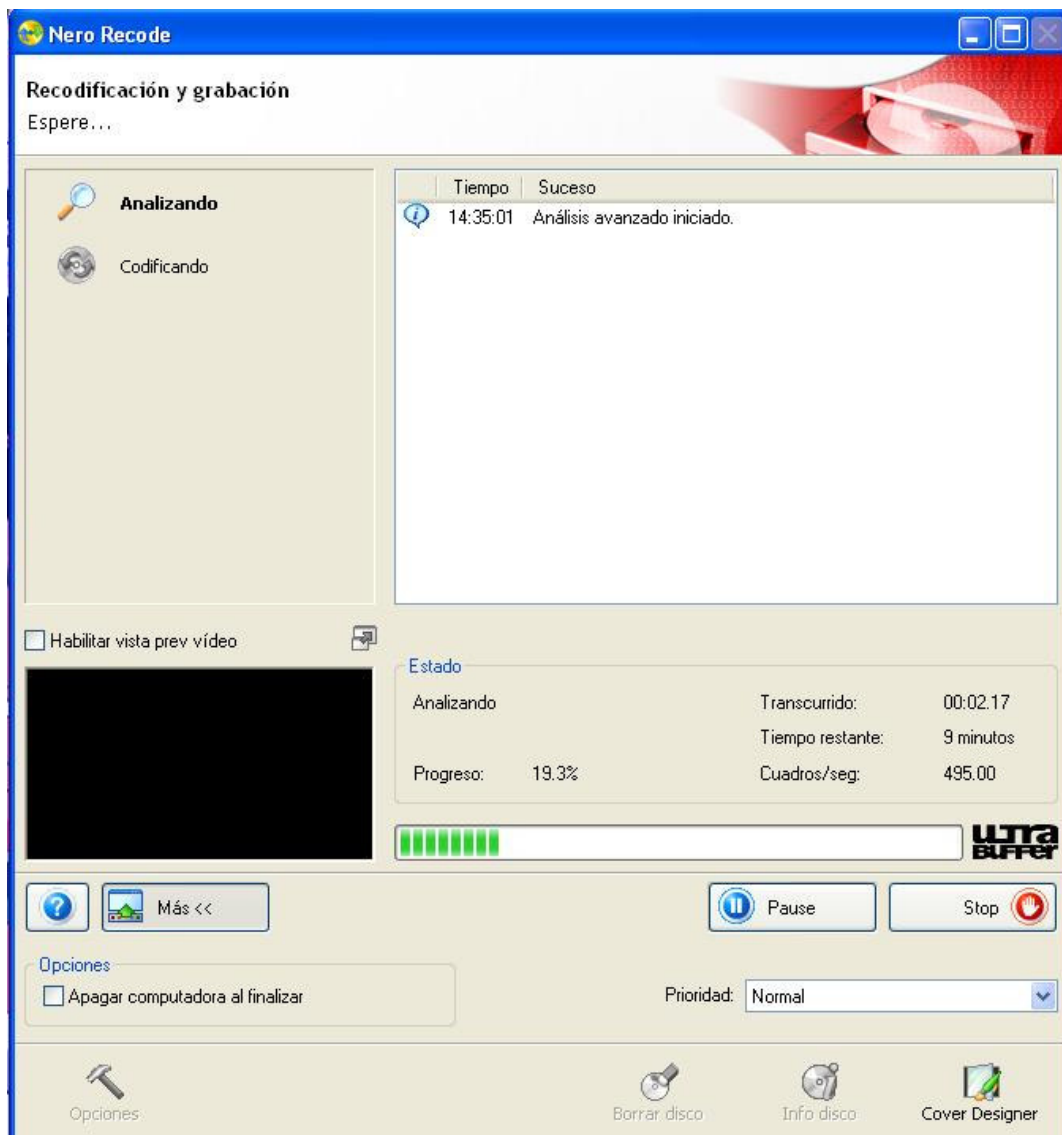 Nero Recode
Recodificación y grabación
Espere...
Analizando
Codificando
Tiempo Suceso
14:35:01 Análisis avanzado iniciado.
Habilitar vista prev vídeo
Estado
Analizando Transcurrido: 00:02.17
Tiempo restante: 9 minutos
Progreso: 19.3% Cuadros/seg: 495.00
ULTRA
BUFFER
Más <<
Pause
Stop
Opciones
Apagar computadora al finalizar
Prioridad: Normal
Opciones
Borrar disco
Info disco
Cover Designer